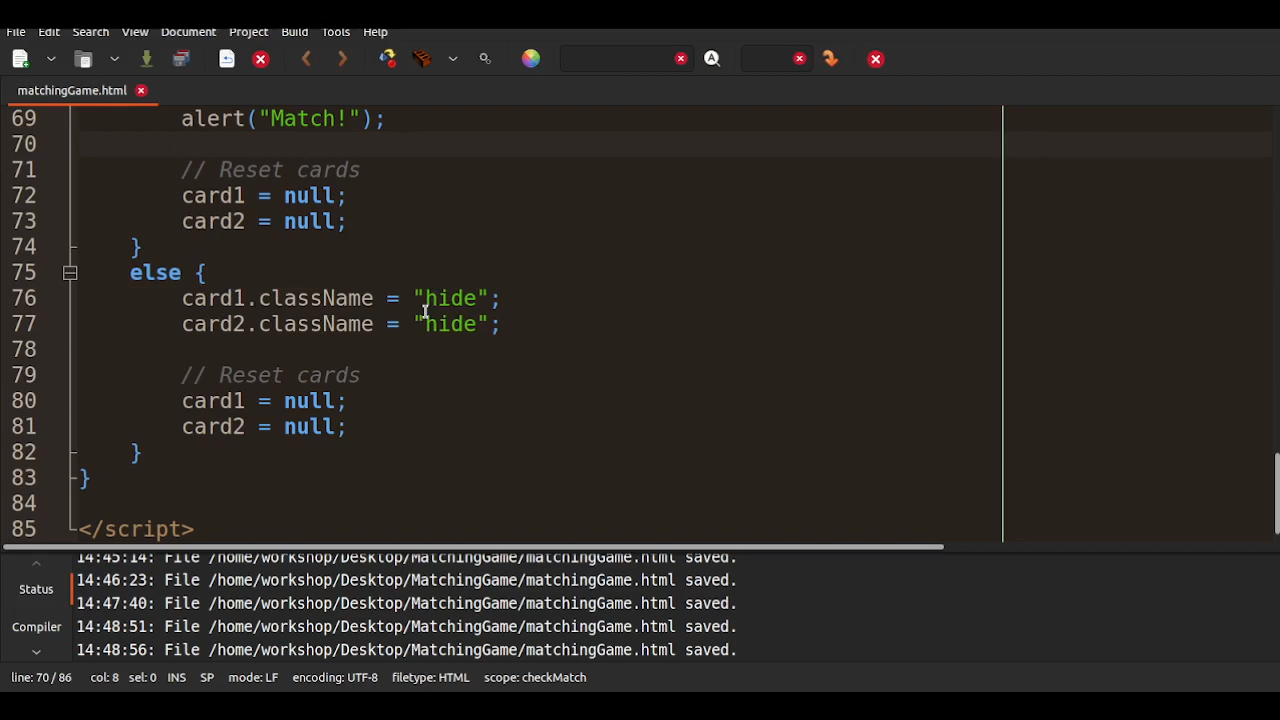 File Edit Search View Document Project Build Tools Help
matchingGame.html
69 alert("Match!");
70
71 // Reset cards
72 card1 = null;
73 card2 = null;
74 }
75 else {
76 card1.className = "hide";
77 card2.className = "hide";
78
79 // Reset cards
80 card1 = null;
81 card2 = null;
82 }
83 }
84
85 </script>
14:45:14: File /home/workshop/Desktop/MatchingGame/matchingGame.html saved.
Status
14:46:23: File /home/workshop/Desktop/MatchingGame/matchingGame.html saved.
14:47:40: File /home/workshop/Desktop/MatchingGame/matchingGame.html saved.
Compiler
14:48:51: File /home/workshop/Desktop/MatchingGame/matchingGame.html saved.
14:48:56: File /home/workshop/Desktop/MatchingGame/matchingGame.html saved.
line: 70 / 86 col: 8 sel: 0 INS SP mode: LF encoding: UTF-8 filetype: HTML scope: checkMatch